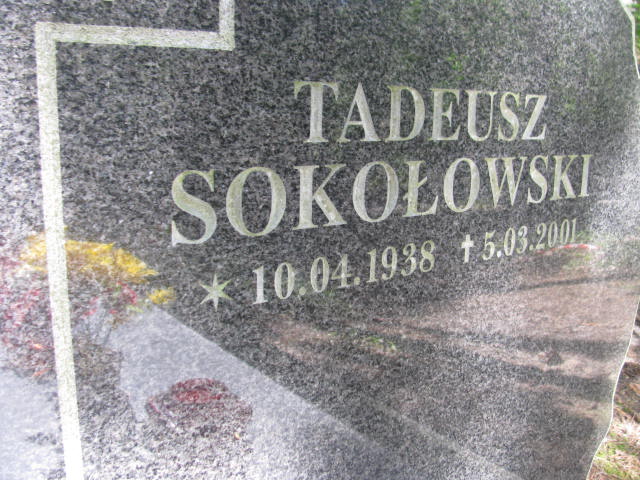 TADEUSZ
SOKOŁOWSKI
* 10.04.1938 ✝ 5.03.2001